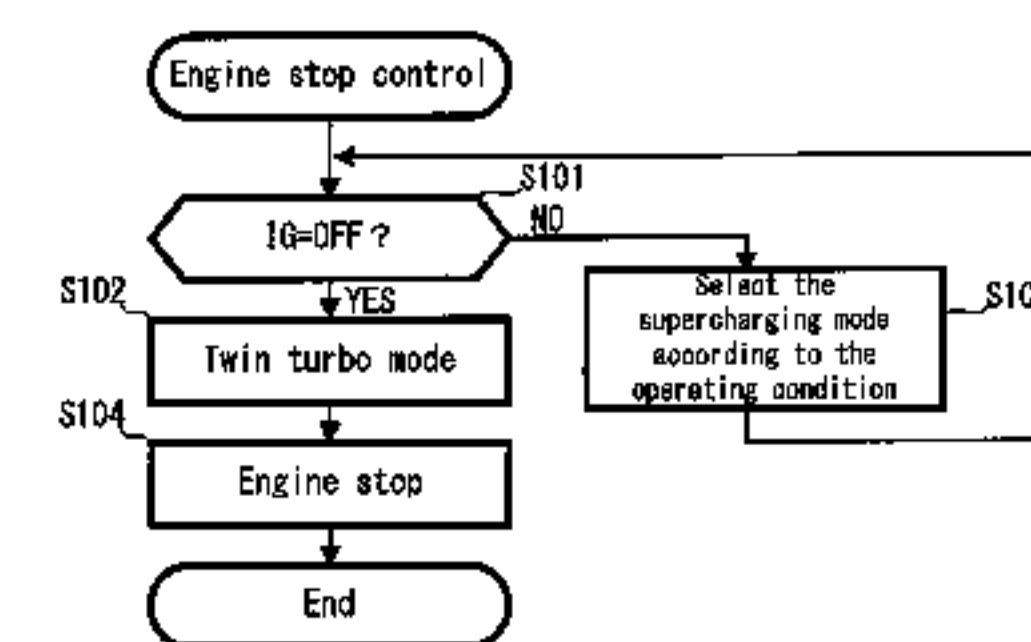 Engine stop control
S101
IG=OFF?
NO
S102
YES
Select the
supercharging mode
according to the
operating condition
S10
Twin turbo mode
S104
Engine stop
End